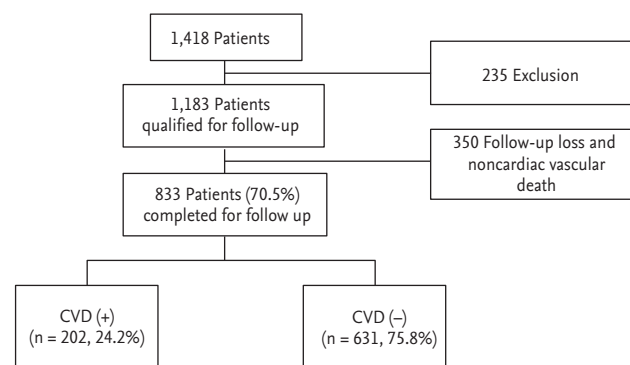 1,418 Patients
235 Exclusion
1,183 Patients
qualified for follow-up
350 Follow-up loss and
noncardiac vascular
death
833 Patients (70.5%)
completed for follow up
CVD (+)
(n = 202, 24.2%)
CVD (–)
(n = 631, 75.8%)